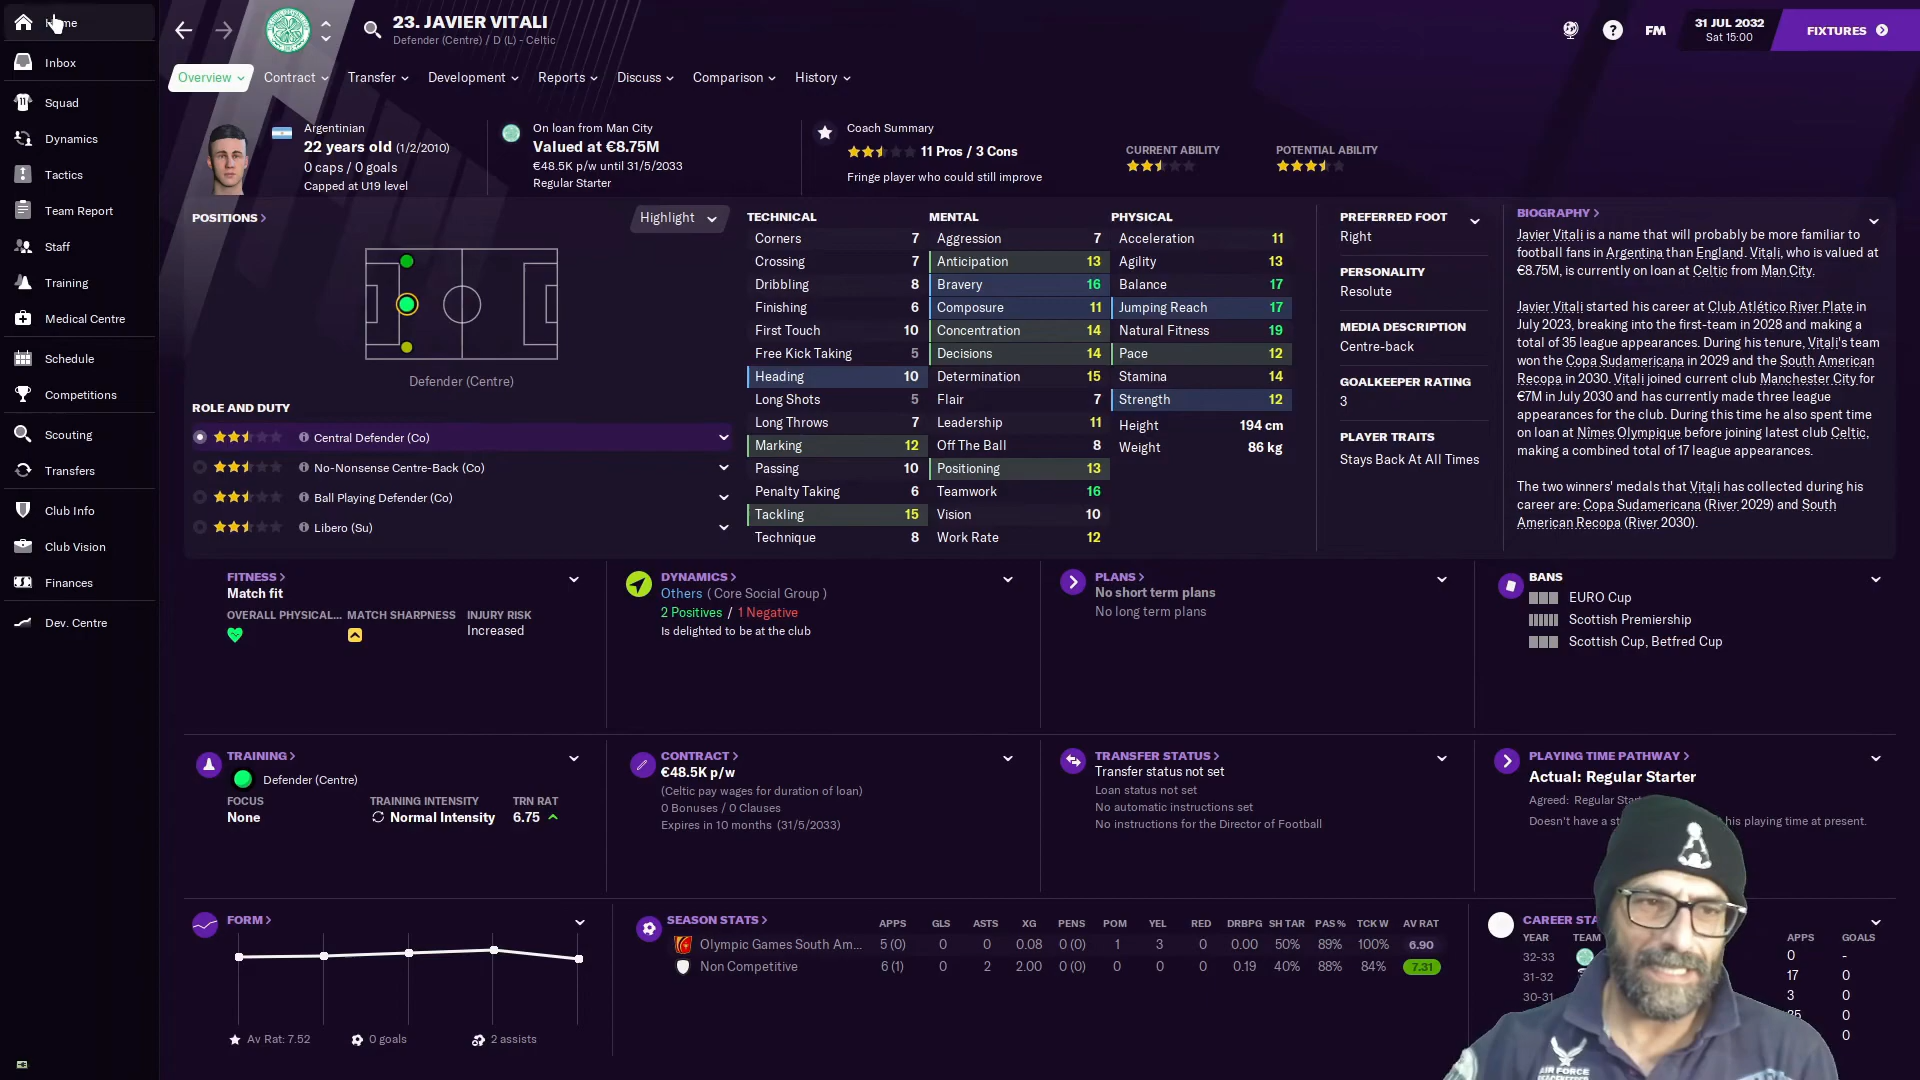 Home
Inbox
Squad
Dynamics
Tactics
Team Report
Staff
Training
Medical Centre
Schedule
Competitions
Scouting
Transfers
Club Info
Club Vision
Finances
Dev. Centre
23. JAVIER VITALI
Defender (Centre) / D (L) - Celtic
FM
31 JUL 2032
Sat 15:00
FIXTURES
Overview Contract Transfer Development Reports Discuss Comparison History
Argentinian
22 years old (1/2/2010)
0 caps / 0 goals
Capped at U19 level
On loan from Man City
Valued at €8.75M
€48.5K p/w until 31/5/2033
Regular Starter
Coach Summary
11 Pros / 3 Cons
Fringe player who could still improve
CURRENT ABILITY
POTENTIAL ABILITY
POSITIONS
Highlight
Defender (Centre)
ROLE AND DUTY
Central Defender (Co)
No-Nonsense Centre-Back (Co)
Ball Playing Defender (Co)
Libero (Su)
TECHNICAL
Corners 7
Crossing 7
Dribbling 8
Finishing 6
First Touch 10
Free Kick Taking 5
Heading 10
Long Shots 5
Long Throws 7
Marking 12
Passing 10
Penalty Taking 6
Tackling 15
Technique 8
MENTAL
Aggression 7
Anticipation 13
Bravery 16
Composure 11
Concentration 14
Decisions 14
Determination 15
Flair 7
Leadership 11
Off The Ball 8
Positioning 13
Teamwork 16
Vision 10
Work Rate 12
PHYSICAL
Acceleration 11
Agility 13
Balance 17
Jumping Reach 17
Natural Fitness 19
Pace 12
Stamina 14
Strength 12
Height 194 cm
Weight 86 kg
PREFERRED FOOT
Right
PERSONALITY
Resolute
MEDIA DESCRIPTION
Centre-back
GOALKEEPER RATING
3
PLAYER TRAITS
Stays Back At All Times
BIOGRAPHY
Javier Vitali is a name that will probably be more familiar to
football fans in Argentina than England. Vitali, who is valued at
€8.75M, is currently on loan at Celtic from Man City.
Javier Vitali started his career at Club Atlético River Plate in
July 2023, breaking into the first-team in 2028 and making a
total of 35 league appearances. During his tenure, Vitali's team
won the Copa Sudamericana in 2029 and the South American
Recopa in 2030. Vitali joined current club Manchester City for
€7M in July 2030 and has currently made three league
appearances for the club. During this time he also spent time
on loan at Nîmes Olympique before joining latest club Celtic,
making a combined total of 17 league appearances.
The two winners' medals that Vitali has collected during his
career are: Copa Sudamericana (River 2029) and South
American Recopa (River 2030).
FITNESS
Match fit
OVERALL PHYSICAL... MATCH SHARPNESS INJURY RISK
Increased
DYNAMICS
Others ( Core Social Group )
2 Positives / 1 Negative
Is delighted to be at the club
PLANS
No short term plans
No long term plans
BANS
EURO Cup
Scottish Premiership
Scottish Cup, Betfred Cup
TRAINING
Defender (Centre)
FOCUS TRAINING INTENSITY TRN RAT
None Normal Intensity 6.75
CONTRACT
€48.5K p/w
(Celtic pay wages for duration of loan)
0 Bonuses / 0 Clauses
Expires in 10 months (31/5/2033)
TRANSFER STATUS
Transfer status not set
Loan status not set
No automatic instructions set
No instructions for the Director of Football
PLAYING TIME PATHWAY
Actual: Regular Starter
Agreed: Regular
Doesn't have a his playing time at present.
FORM
Av Rat: 7.52 0 goals 2 assists
SEASON STATS APPS GLS ASTS XG PENS POM YEL RED DRBPG SH TAR PAS % TCK W AV RAT
Olympic Games South Am... 5 (0) 0 0 0.08 0 (0) 1 3 0 0.00 50% 89% 100% 6.90
Non Competitive 6 (1) 0 2 2.00 0 (0) 0 0 0 0.19 40% 88% 84% 7.31
CAREER
YEAR TEAM APPS GOALS
32-33 0 -
31-32 17 0
30-31 3 0
0
0
AIR FORCE